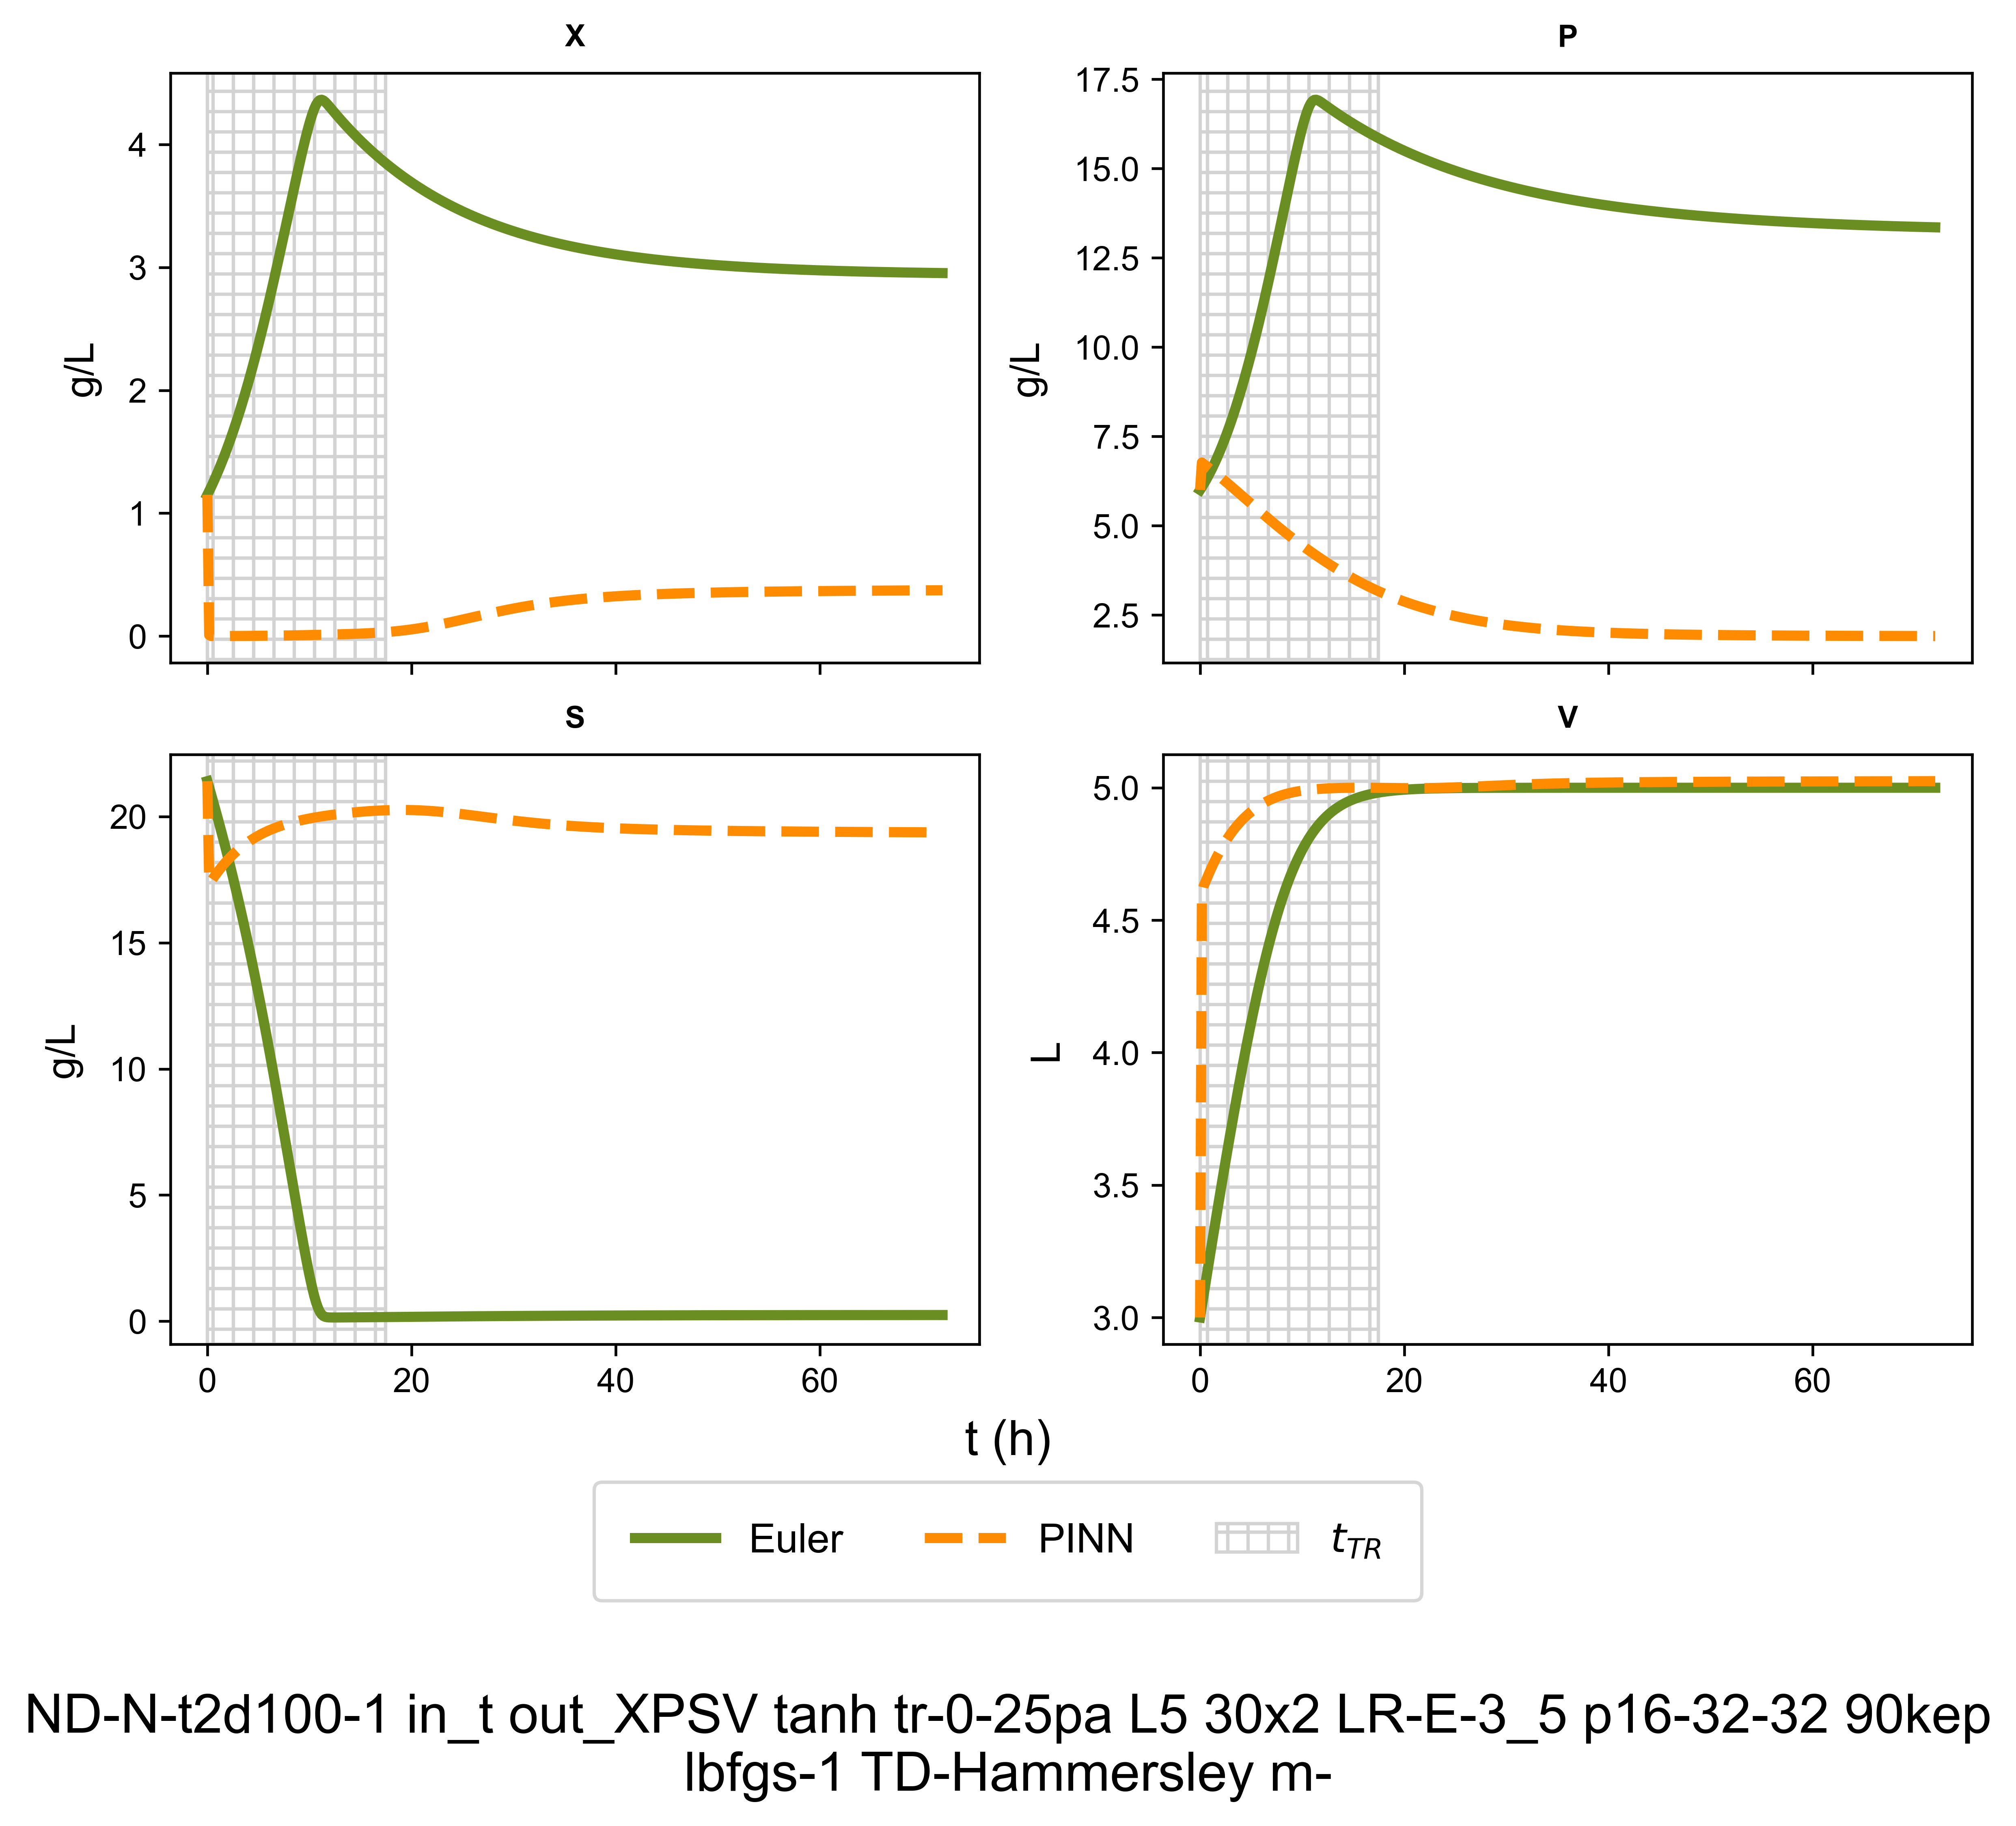 X
P
4
3
2
1
0
g/L
17.5
15.0
12.5
10.0
7.5
5.0
2.5
g/L
S
V
20
15
10
5
0
g/L
5.0
4.5
4.0
3.5
3.0
L
0 20 40 60
0 20 40 60
t (h)
Euler PINN t_TR
ND-N-t2d100-1 in_t out_XPSV tanh tr-0-25pa L5 30x2 LR-E-3_5 p16-32-32 90kep
lbfgs-1 TD-Hammersley m-